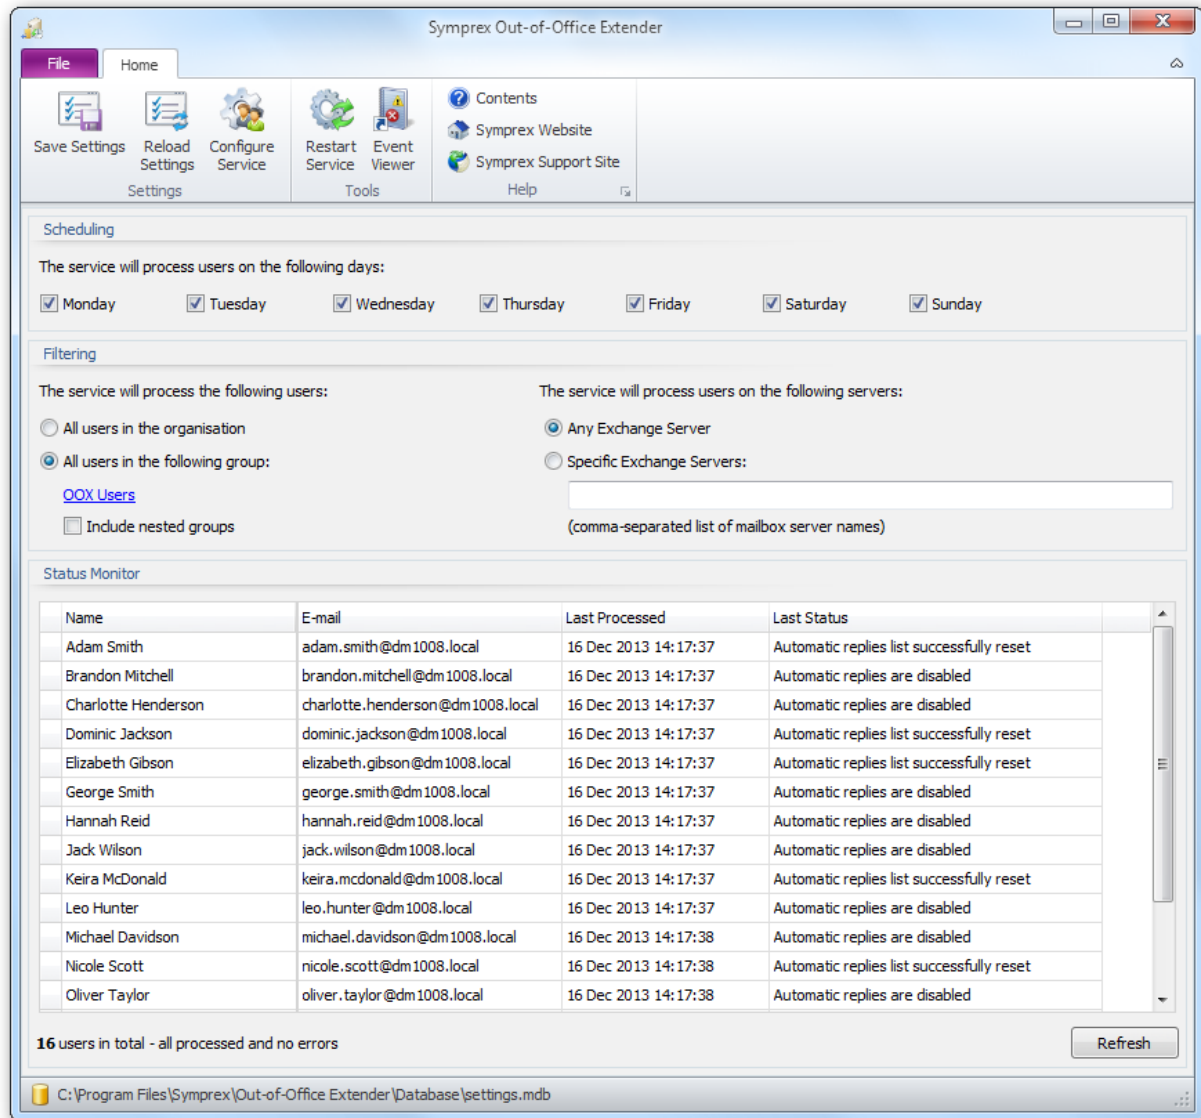 Symprex Out-of-Office Extender
File Home
Save Settings
Reload Settings
Configure Service
Settings
Restart Service
Event Viewer
Tools
Contents
Symprex Website
Symprex Support Site
Help
Scheduling
The service will process users on the following days:
Monday Tuesday Wednesday Thursday Friday Saturday Sunday
Filtering
The service will process the following users:
All users in the organisation
All users in the following group:
OOX Users
Include nested groups
The service will process users on the following servers:
Any Exchange Server
Specific Exchange Servers:
(comma-separated list of mailbox server names)
Status Monitor
Name E-mail Last Processed Last Status
Adam Smith adam.smith@dm1008.local 16 Dec 2013 14:17:37 Automatic replies list successfully reset
Brandon Mitchell brandon.mitchell@dm1008.local 16 Dec 2013 14:17:37 Automatic replies are disabled
Charlotte Henderson charlotte.henderson@dm1008.local 16 Dec 2013 14:17:37 Automatic replies are disabled
Dominic Jackson dominic.jackson@dm1008.local 16 Dec 2013 14:17:37 Automatic replies list successfully reset
Elizabeth Gibson elizabeth.gibson@dm1008.local 16 Dec 2013 14:17:37 Automatic replies list successfully reset
George Smith george.smith@dm1008.local 16 Dec 2013 14:17:37 Automatic replies are disabled
Hannah Reid hannah.reid@dm1008.local 16 Dec 2013 14:17:37 Automatic replies are disabled
Jack Wilson jack.wilson@dm1008.local 16 Dec 2013 14:17:37 Automatic replies are disabled
Keira McDonald keira.mcdonald@dm1008.local 16 Dec 2013 14:17:37 Automatic replies list successfully reset
Leo Hunter leo.hunter@dm1008.local 16 Dec 2013 14:17:37 Automatic replies are disabled
Michael Davidson michael.davidson@dm1008.local 16 Dec 2013 14:17:38 Automatic replies are disabled
Nicole Scott nicole.scott@dm1008.local 16 Dec 2013 14:17:38 Automatic replies list successfully reset
Oliver Taylor oliver.taylor@dm1008.local 16 Dec 2013 14:17:38 Automatic replies are disabled
16 users in total - all processed and no errors
Refresh
C:\Program Files\Symprex\Out-of-Office Extender\Database\settings.mdb